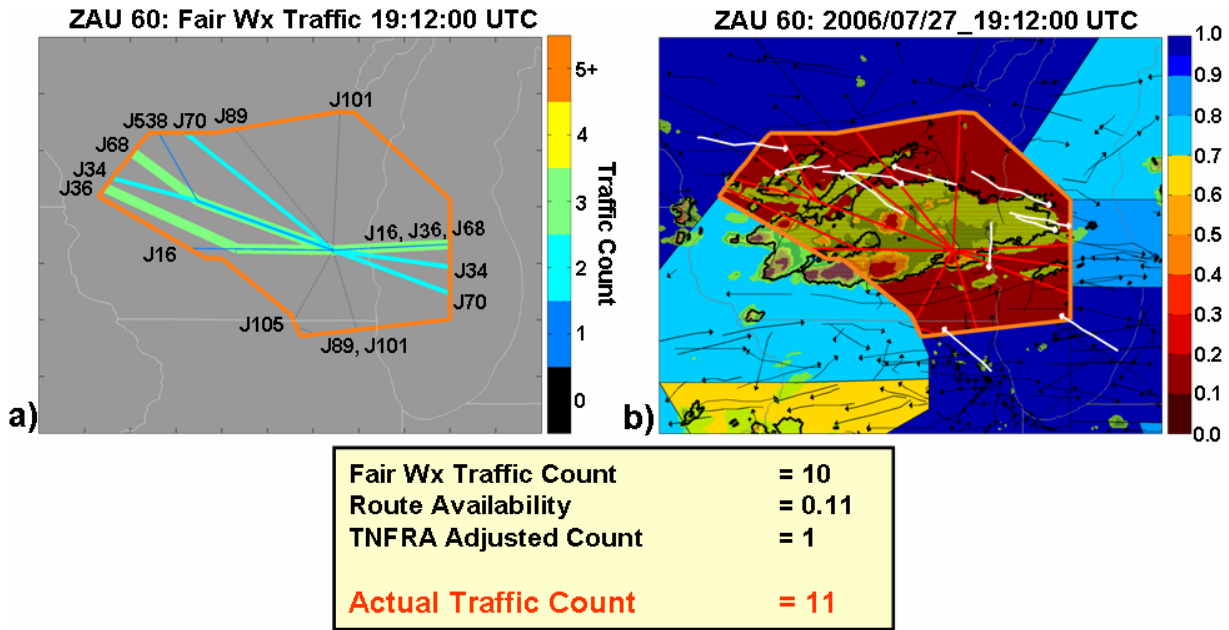 ZAU 60: Fair Wx Traffic 19:12:00 UTC
J101
J89
J70
J538
J68
J34
J36
J16
J16, J36, J68
J34
J70
J105
J89, J101
a)
5+
4
3
2
1
0
Traffic Count
ZAU 60: 2006/07/27_19:12:00 UTC
b)
1.0
0.9
0.8
0.7
0.6
0.5
0.4
0.3
0.2
0.1
0.0
Fair Wx Traffic Count = 10
Route Availability = 0.11
TNFRA Adjusted Count = 1
Actual Traffic Count = 11